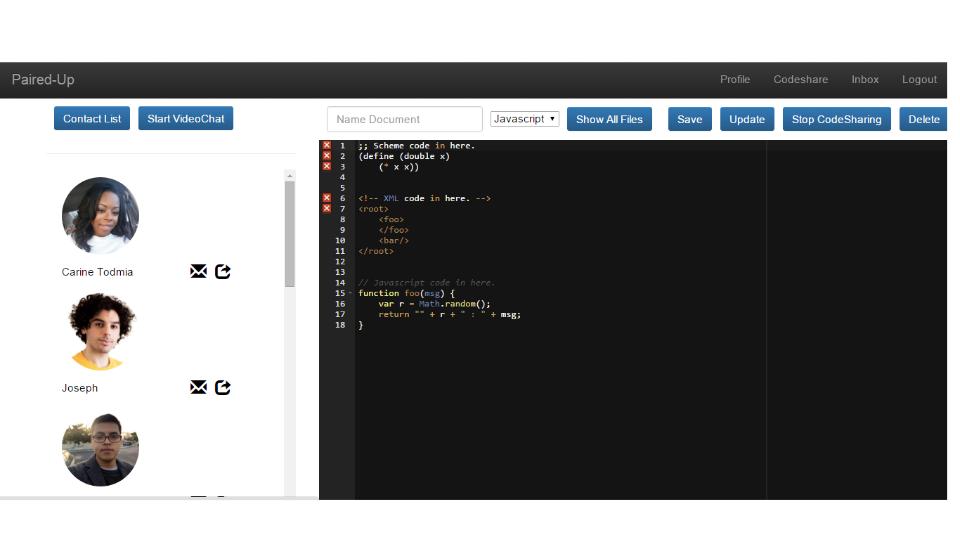 Paired-Up Profile Codeshare Inbox Logout
Contact List Start VideoChat Name Document Javascript Show All Files Save Update Stop CodeSharing Delete
Carine Todmia
Joseph
1 ;; Scheme code in here.
2 (define (double x)
3 (* x x))
4
5
6 <!-- XML code in here. -->
7 <root>
8 <foo>
9 </foo>
10 <bar/>
11 </root>
12
13
14 // Javascript code in here.
15 function foo(msg) {
16 var r = Math.random();
17 return "" + r + " : " + msg;
18 }